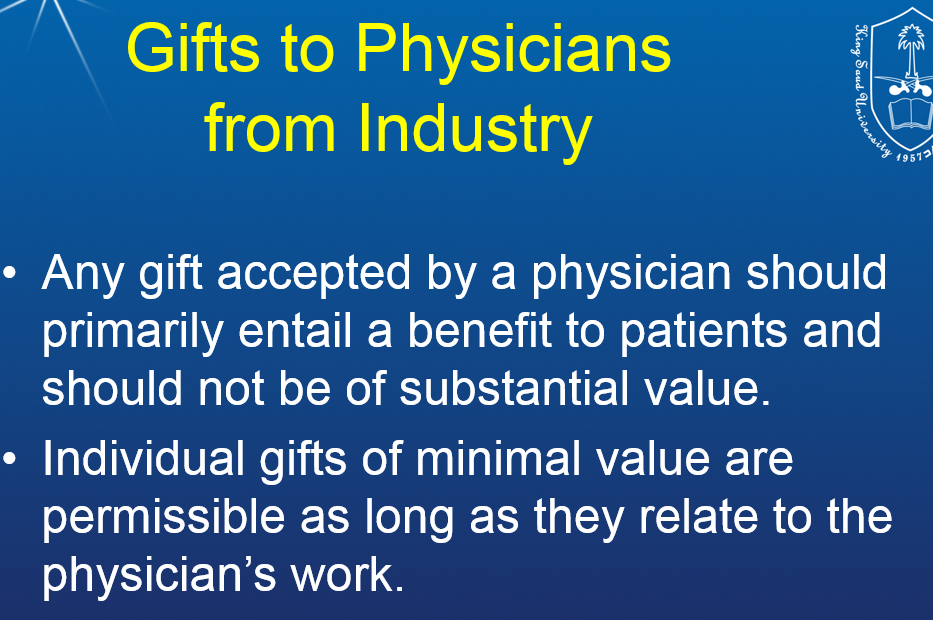 Gifts to Physicians
from Industry
King Saud University 1957
• Any gift accepted by a physician should
primarily entail a benefit to patients and
should not be of substantial value.
• Individual gifts of minimal value are
permissible as long as they relate to the
physician’s work.